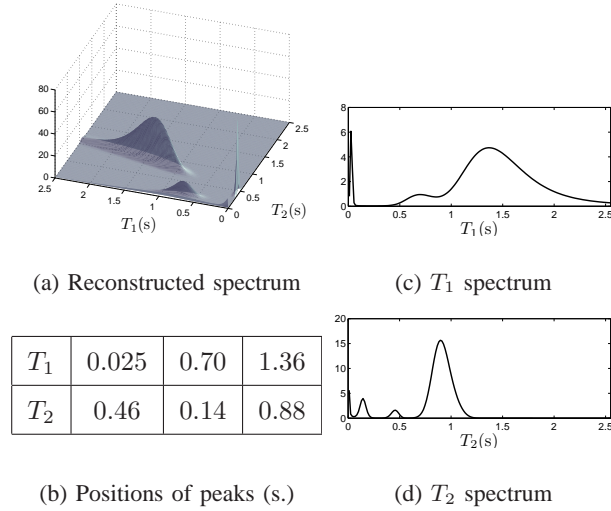 80
60
40
20
0
2.5
2
1.5
1
0.5
0
T₁(s)
0
0.5
1
1.5
2
2.5
T₂(s)
(a) Reconstructed spectrum
8
6
4
2
0
0 0.5 1 1.5 2 2.5
T₁(s)
(c) T₁ spectrum
T₁ 0.025 0.70 1.36
T₂ 0.46 0.14 0.88
(b) Positions of peaks (s.)
20
15
10
5
0
0 0.5 1 1.5 2 2.5
T₂(s)
(d) T₂ spectrum